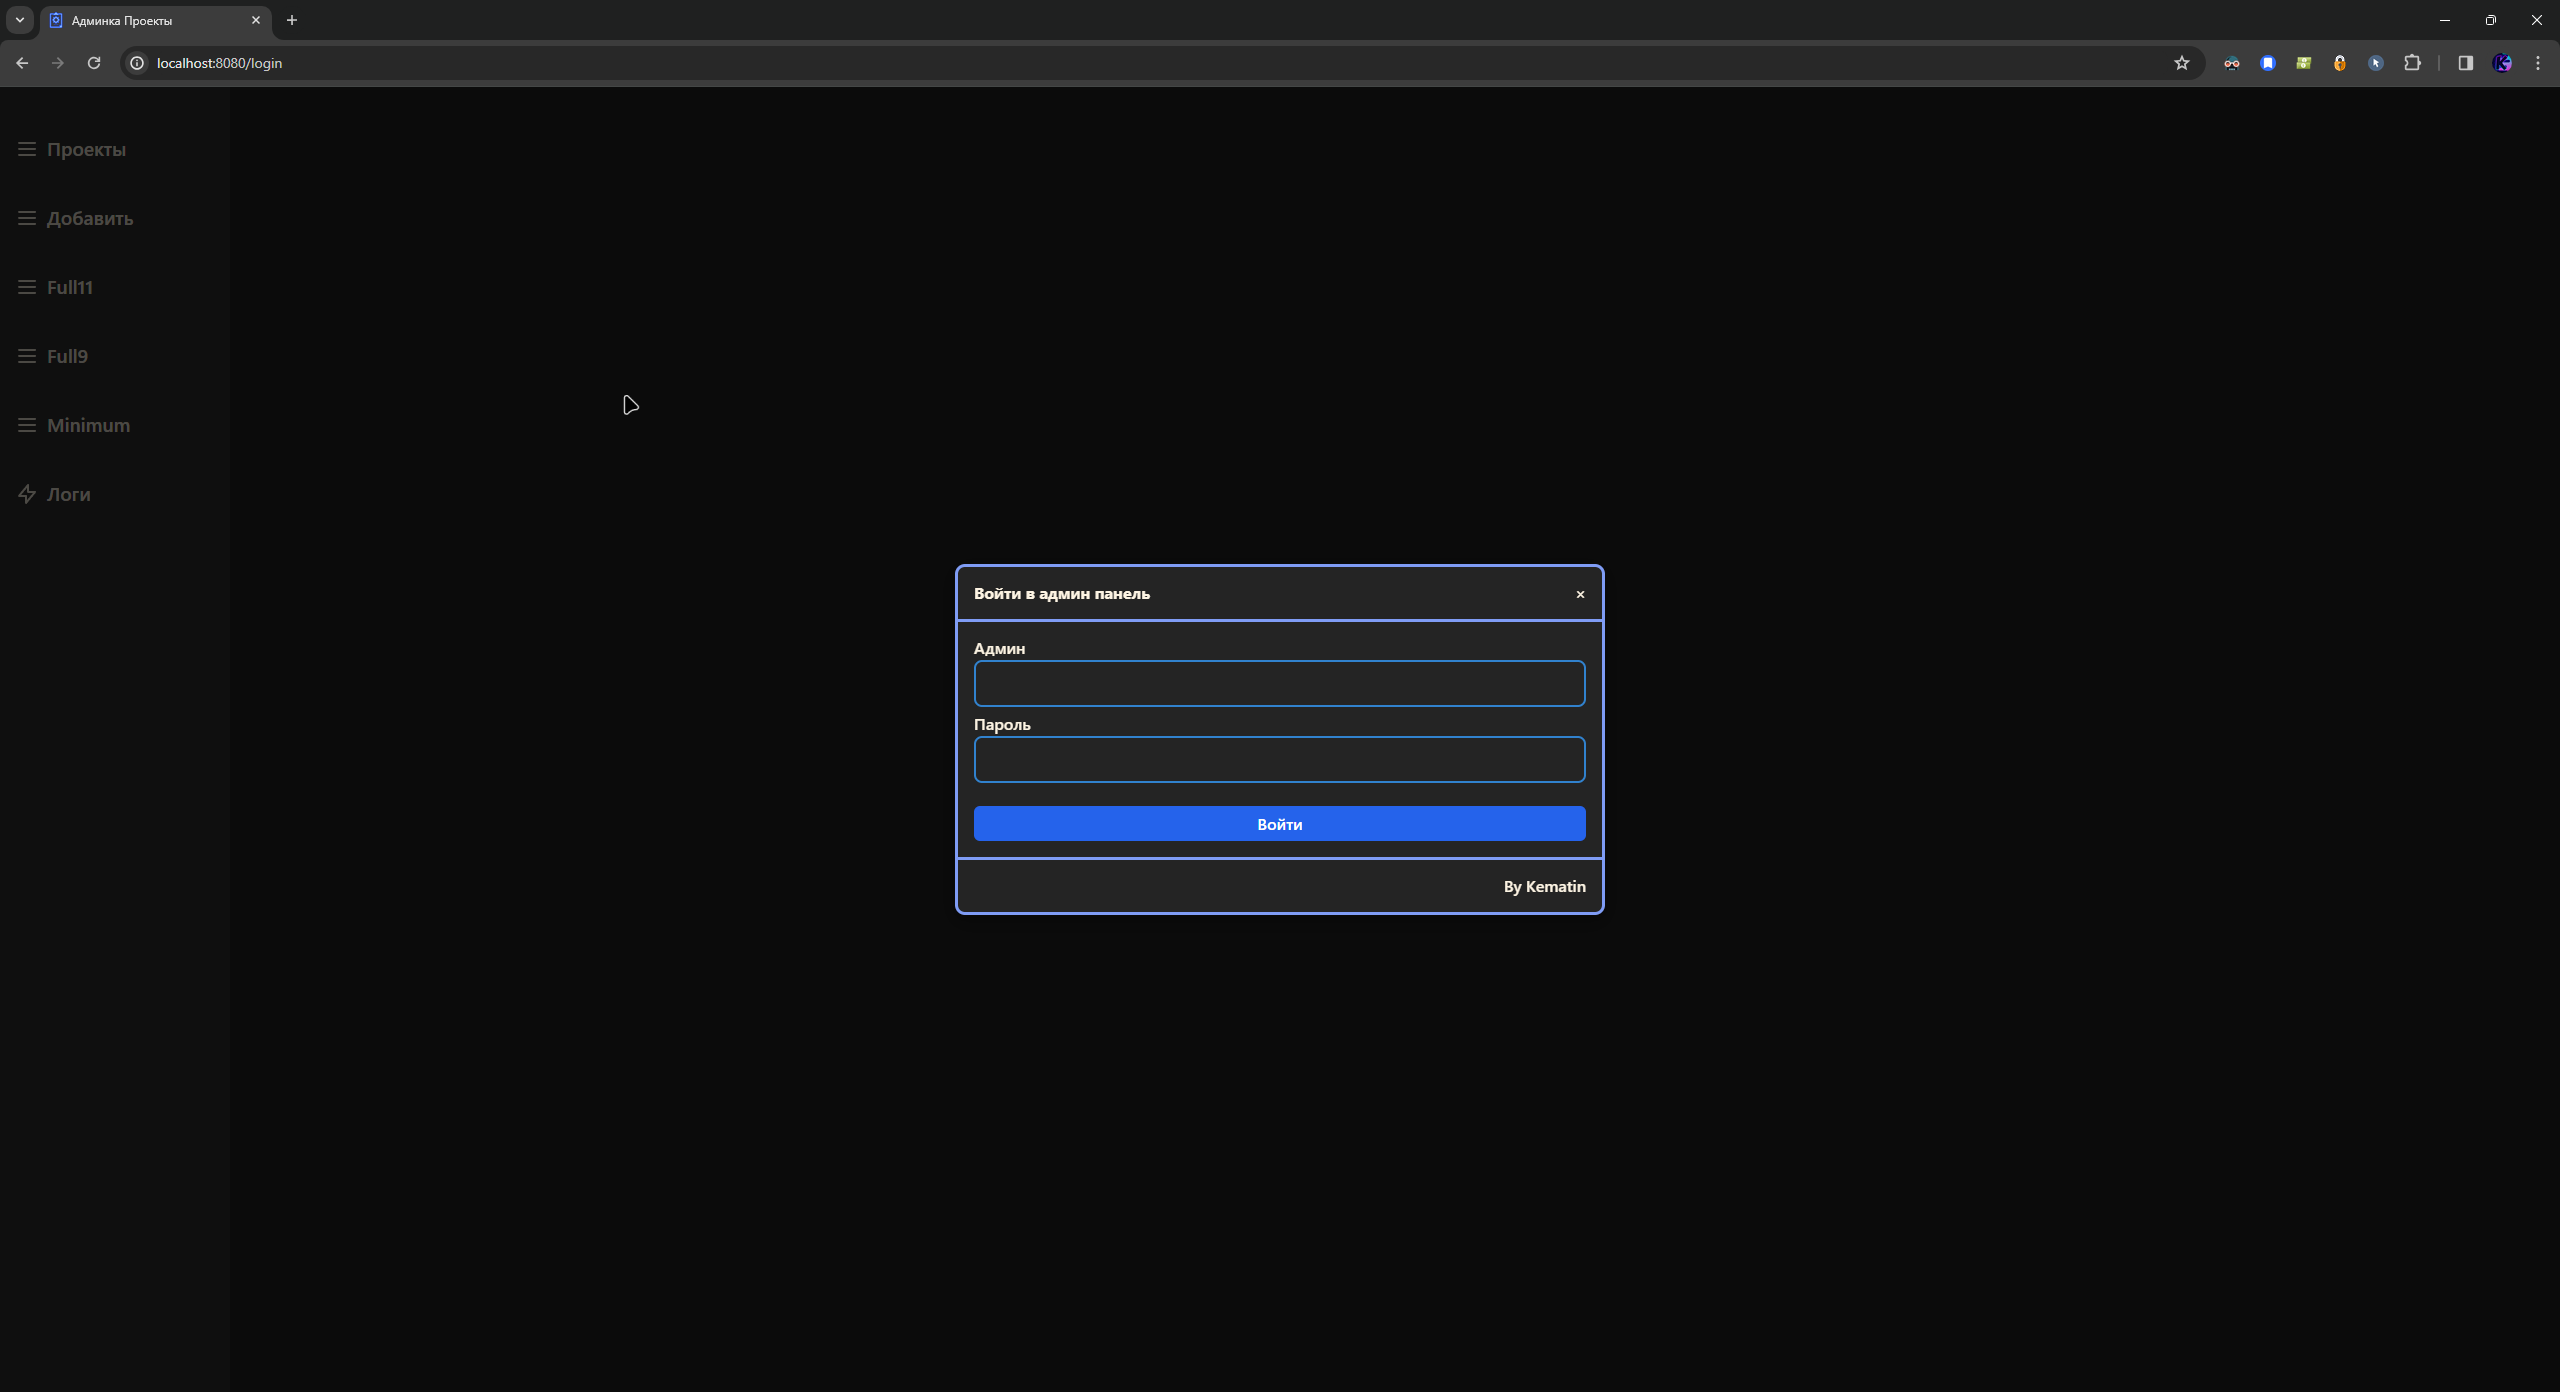 Админка Проекты
localhost:8080/login
Проекты
Добавить
Full11
Full9
Minimum
Логи
Войти в админ панель
Админ
Пароль
Войти
By Kematin